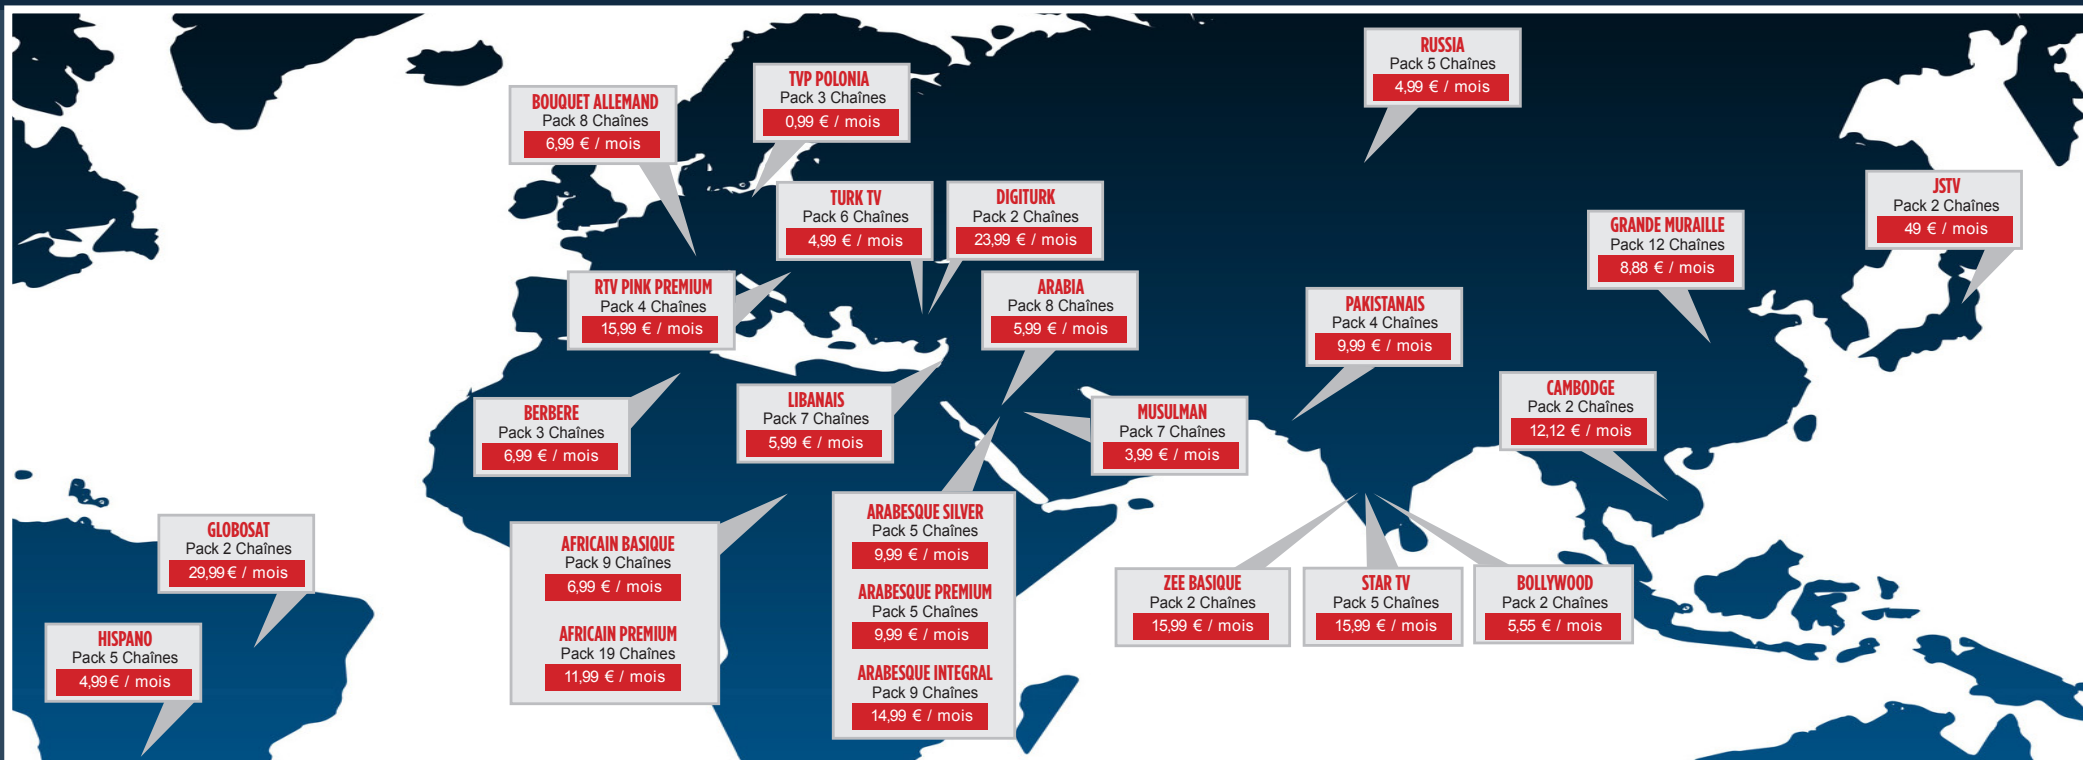 RUSSIA
Pack 5 Chaînes
4,99 € / mois
TVP POLONIA
Pack 3 Chaînes
0,99 € / mois
BOUQUET ALLEMAND
Pack 8 Chaînes
6,99 € / mois
JSTV
Pack 2 Chaînes
49 € / mois
TURK TV
Pack 6 Chaînes
4,99 € / mois
DIGITURK
Pack 2 Chaînes
23,99 € / mois
GRANDE MURAILLE
Pack 12 Chaînes
8,88 € / mois
RTV PINK PREMIUM
Pack 4 Chaînes
15,99 € / mois
ARABIA
Pack 8 Chaînes
5,99 € / mois
PAKISTANAIS
Pack 4 Chaînes
9,99 € / mois
CAMBODGE
Pack 2 Chaînes
12,12 € / mois
LIBANAIS
Pack 7 Chaînes
5,99 € / mois
BERBERE
Pack 3 Chaînes
6,99 € / mois
MUSULMAN
Pack 7 Chaînes
3,99 € / mois
GLOBOSAT
Pack 2 Chaînes
29,99 € / mois
HISPANO
Pack 5 Chaînes
4,99 € / mois
AFRICAIN BASIQUE
Pack 9 Chaînes
6,99 € / mois
AFRICAIN PREMIUM
Pack 19 Chaînes
11,99 € / mois
ARABESQUE SILVER
Pack 5 Chaînes
9,99 € / mois
ARABESQUE PREMIUM
Pack 5 Chaînes
9,99 € / mois
ARABESQUE INTEGRAL
Pack 9 Chaînes
14,99 € / mois
ZEE BASIQUE
Pack 2 Chaînes
15,99 € / mois
STAR TV
Pack 5 Chaînes
15,99 € / mois
BOLLYWOOD
Pack 2 Chaînes
5,55 € / mois